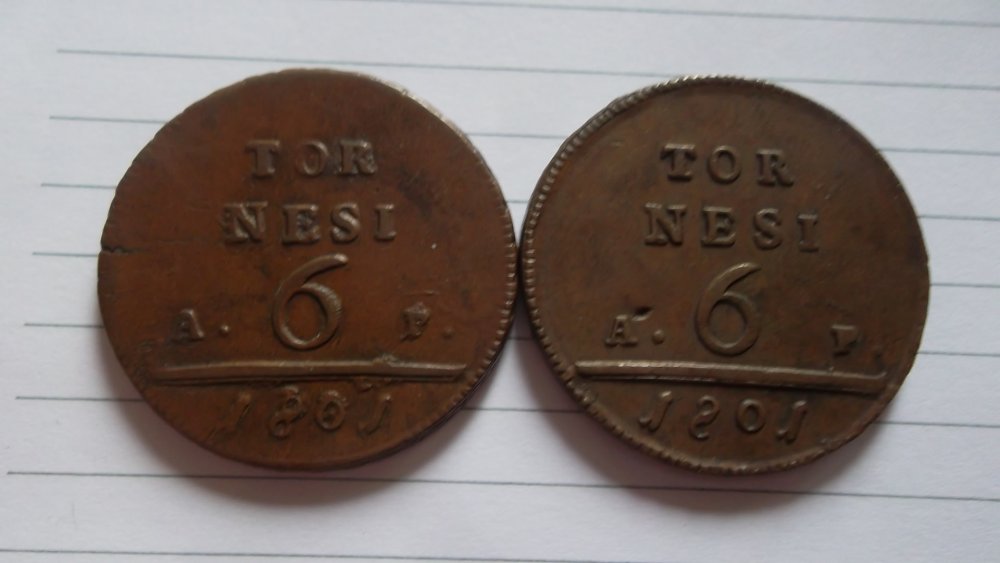 TOR
NESI
6
A. P.
1801
TOR
NESI
6
A. P.
1801